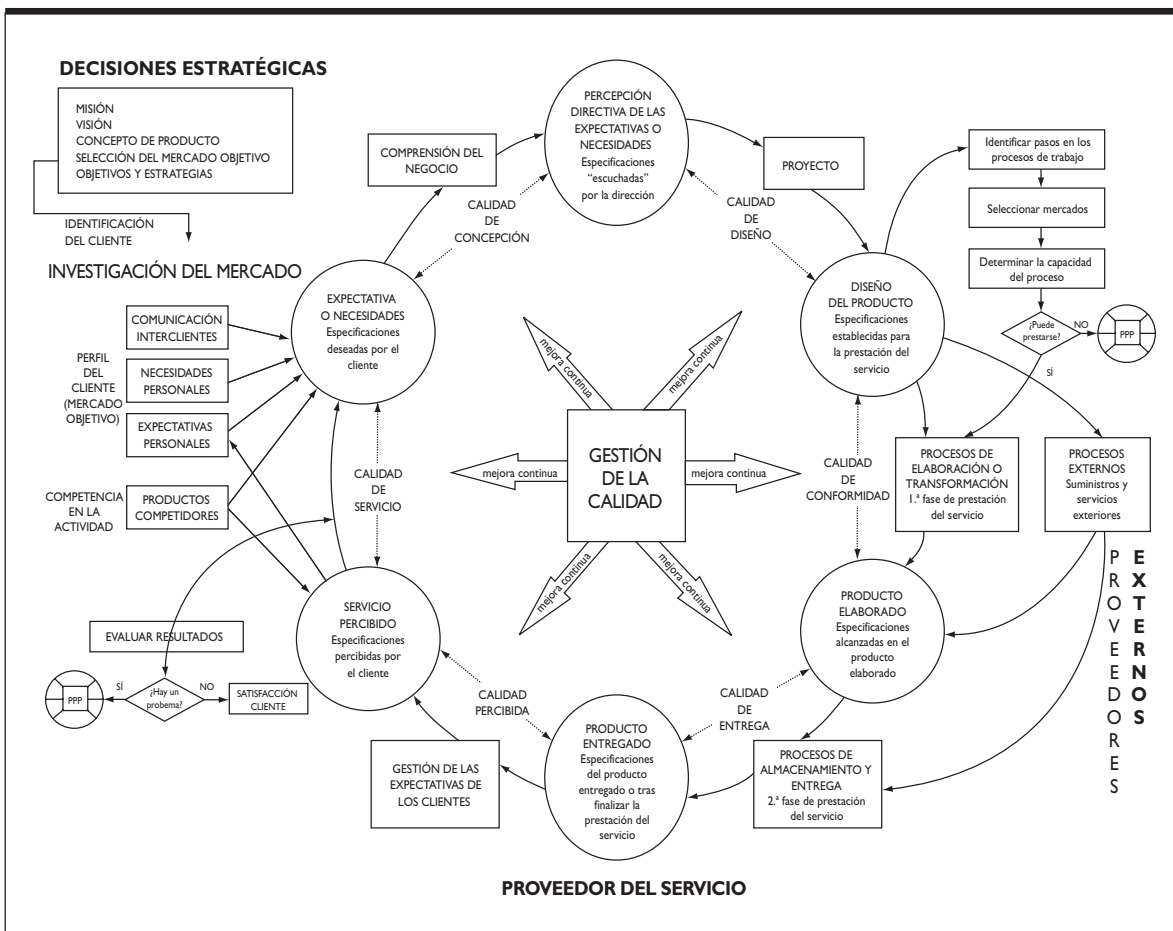 DECISIONES ESTRATÉGICAS
MISIÓN
VISIÓN
CONCEPTO DE PRODUCTO
SELECCIÓN DEL MERCADO OBJETIVO
OBJETIVOS Y ESTRATEGIAS
IDENTIFICACIÓN
DEL CLIENTE
INVESTIGACIÓN DEL MERCADO
COMUNICACIÓN
INTERCLIENTES
NECESIDADES
PERSONALES
EXPECTATIVAS
PERSONALES
PERFIL
DEL
CLIENTE
(MERCADO
OBJETIVO)
COMPETENCIA
EN LA
ACTIVIDAD
PRODUCTOS
COMPETIDORES
EXPECTATIVA
O NECESIDADES
Especificaciones
deseadas por el
cliente
COMPRENSIÓN DEL
NEGOCIO
CALIDAD
DE
CONCEPCIÓN
PERCEPCIÓN
DIRECTIVA DE LAS
EXPECTATIVAS O
NECESIDADES
Especificaciones
“escuchadas”
por la dirección
CALIDAD
DE
DISEÑO
PROYECTO
DISEÑO
DEL PRODUCTO
Especificaciones
establecidas para
la prestación del
servicio
Identificar pasos en los
procesos de trabajo
Seleccionar mercados
Determinar la capacidad
del proceso
¿Puede
prestarse?
NO
PPP
SÍ
mejora continua
mejora continua
mejora continua
GESTIÓN
DE LA
CALIDAD
mejora continua
mejora continua
mejora continua
CALIDAD
DE
SERVICIO
CALIDAD
DE
CONFORMIDAD
PROCESOS DE
ELABORACIÓN O
TRANSFORMACIÓN
1.ª fase de prestación
del servicio
PROCESOS
EXTERNOS
Suministros y
servicios
exteriores
PROVEEDORES
EXTERNOS
PRODUCTO
ELABORADO
Especificaciones
alcanzadas en el
producto
elaborado
SERVICIO
PERCIBIDO
Especificaciones
percibidas por
el cliente
EVALUAR RESULTADOS
PPP
SÍ
¿Hay un
probema?
NO
SATISFACCIÓN
CLIENTE
CALIDAD
PERCIBIDA
CALIDAD
DE
ENTREGA
GESTIÓN DE LAS
EXPECTATIVAS DE
LOS CLIENTES
PRODUCTO
ENTREGADO
Especificaciones
del producto
entregado o tras
finalizar la
prestación del
servicio
PROCESOS DE
ALMACENAMIENTO Y
ENTREGA
2.ª fase de prestación
del servicio
PROVEEDOR DEL SERVICIO